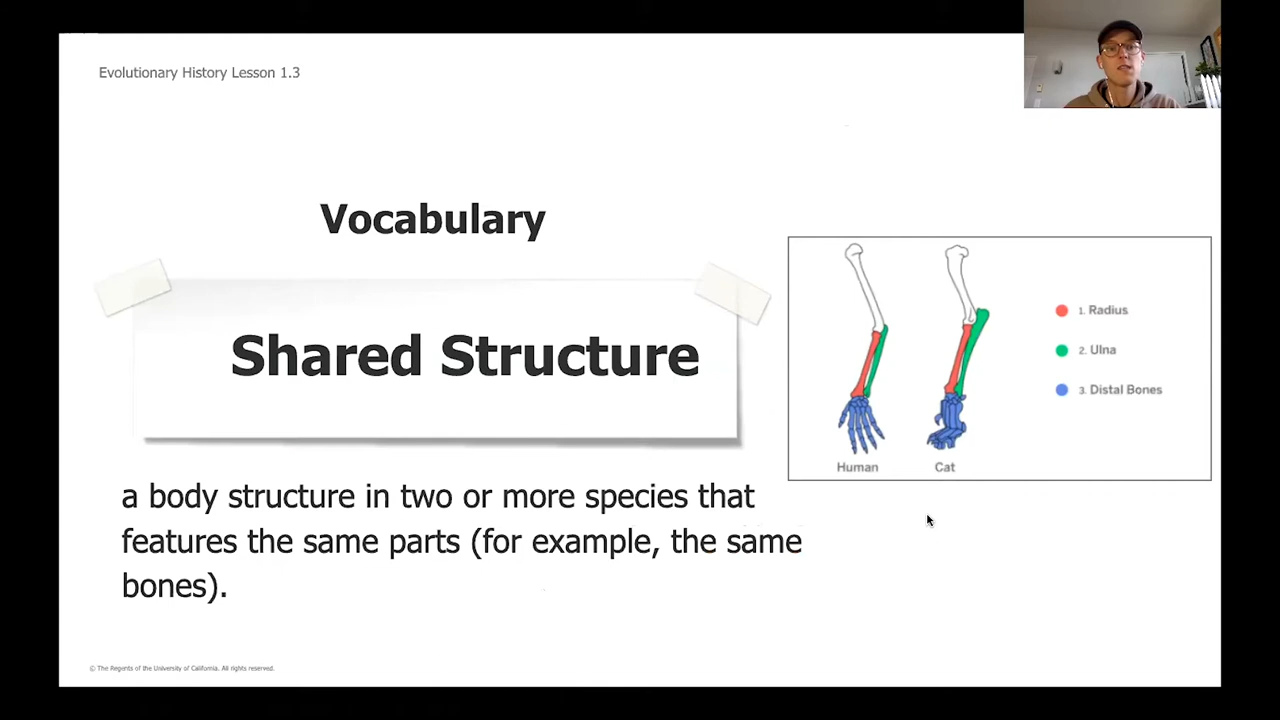 Evolutionary History Lesson 1.3
Vocabulary
Shared Structure
a body structure in two or more species that
features the same parts (for example, the same
bones).
1. Radius
2. Ulna
3. Distal Bones
Human
Cat
© The Regents of the University of California. All rights reserved.